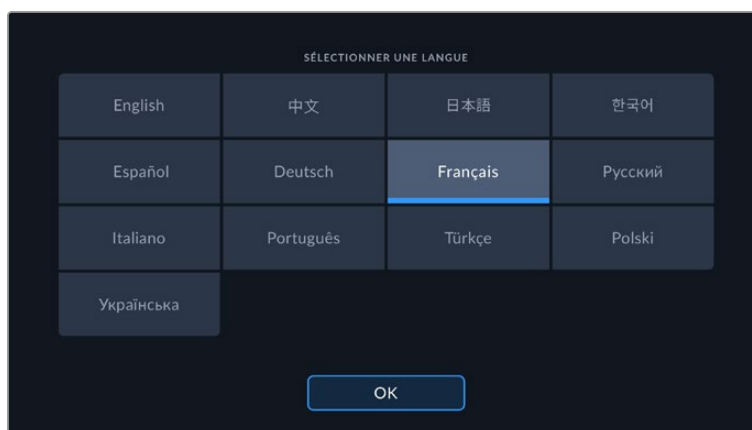 SÉLECTIONNER UNE LANGUE
English 中文 日本語 한국어
Español Deutsch Français Русский
Italiano Português Türkçe Polski
Українська
OK